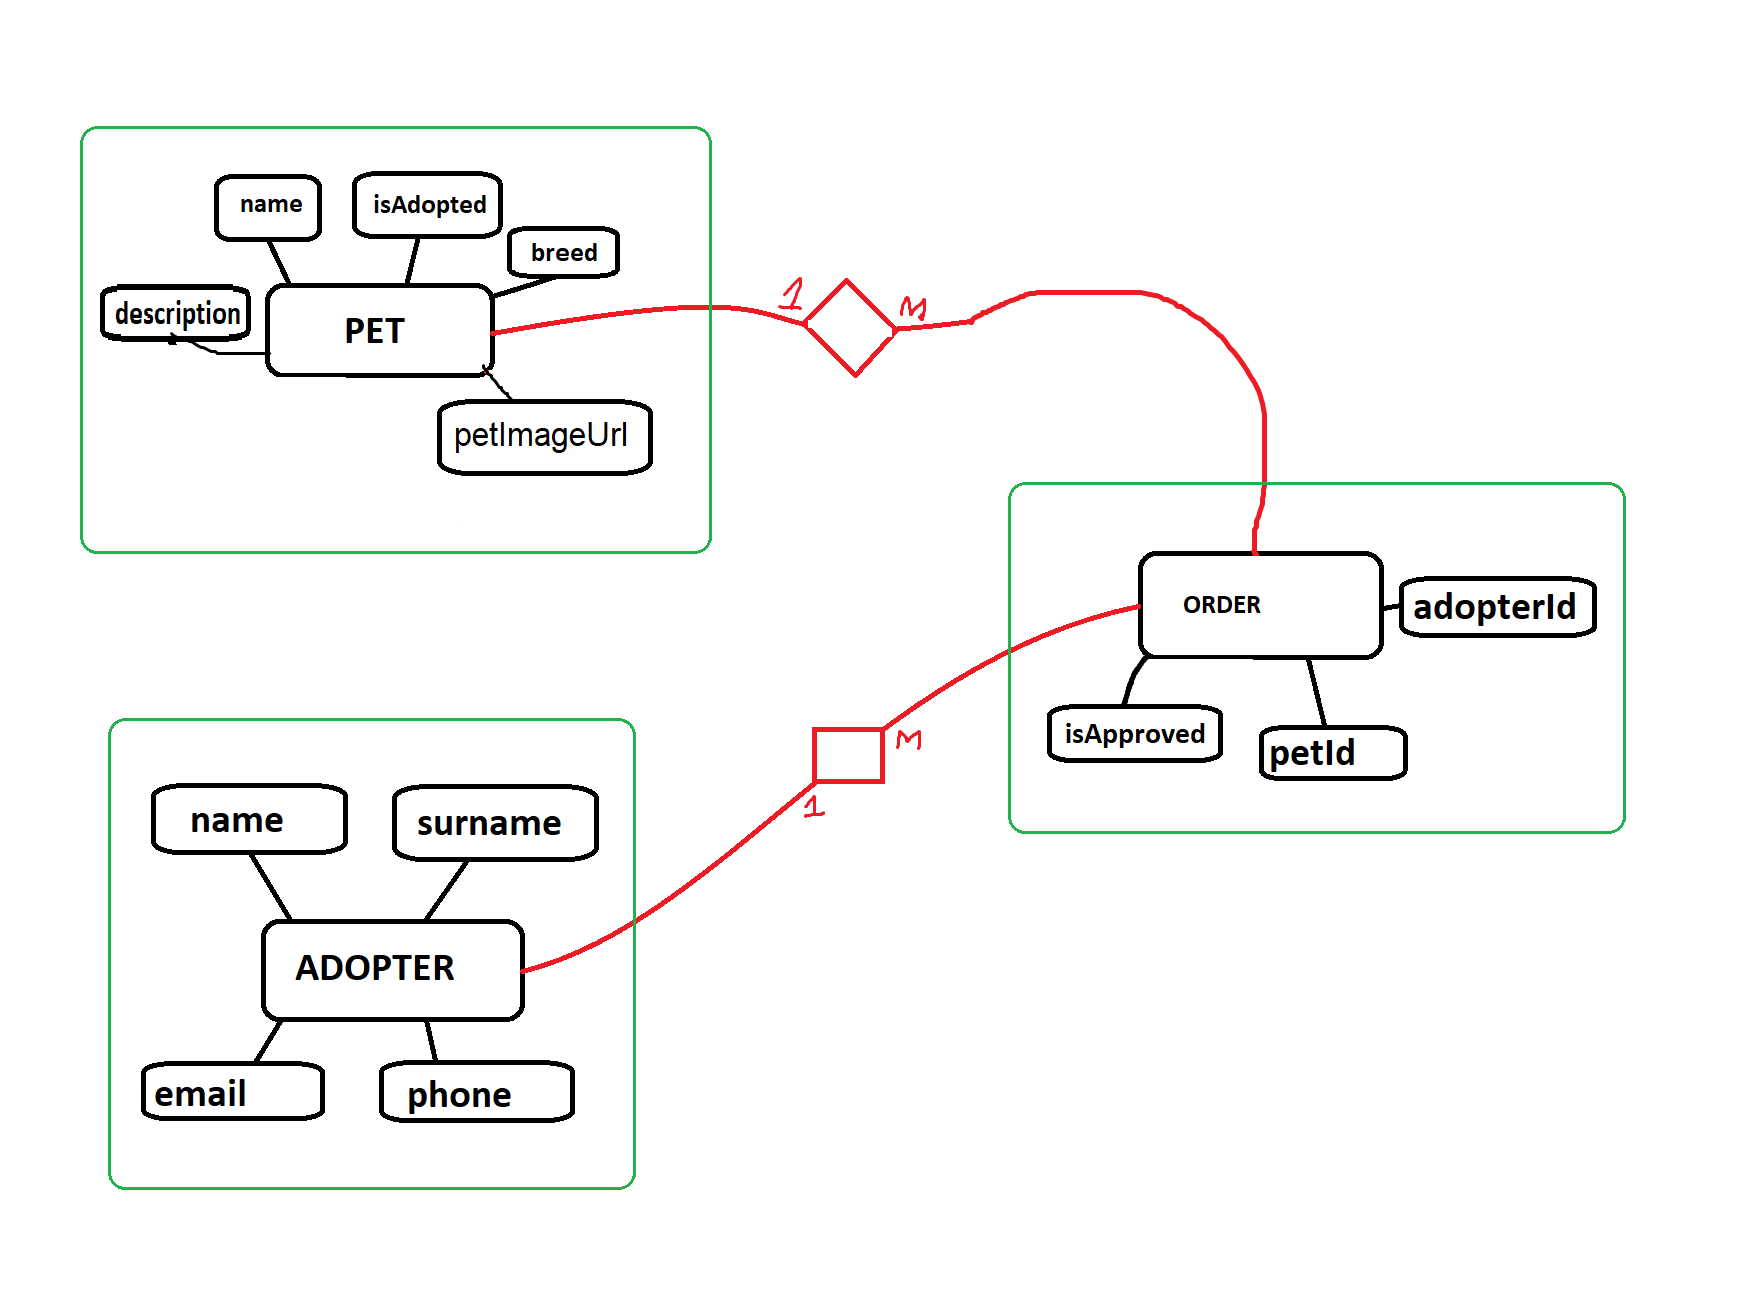 name
isAdopted
breed
description
PET
petImageUrl
1
M
ORDER
adopterId
isApproved
petId
M
1
name
surname
ADOPTER
email
phone